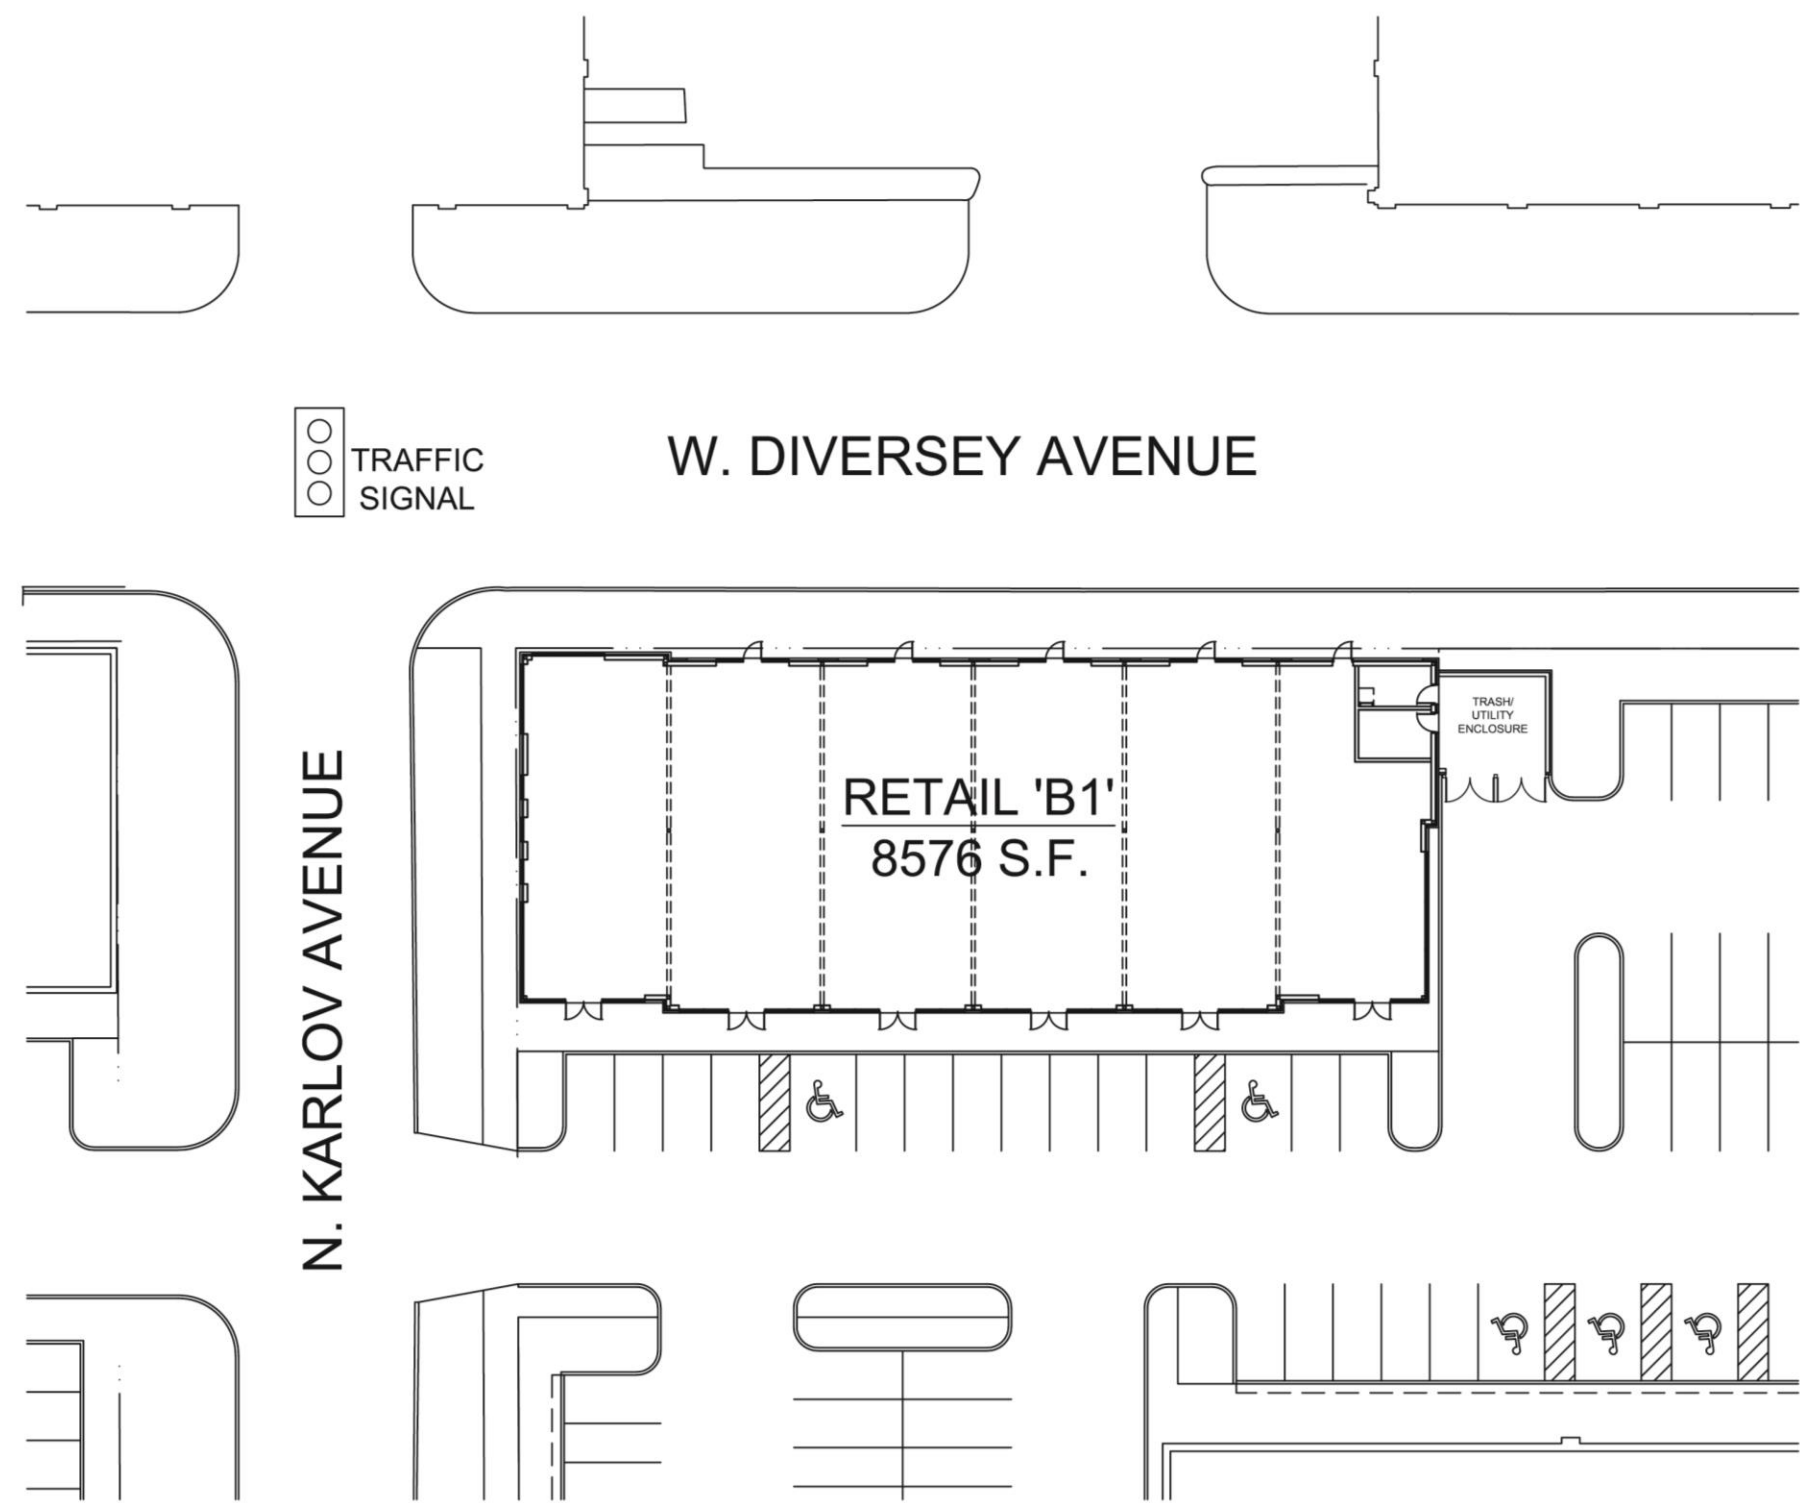 TRAFFIC
SIGNAL
W. DIVERSEY AVENUE
N. KARLOV AVENUE
RETAIL 'B1'
8576 S.F.
TRASH/
UTILITY
ENCLOSURE